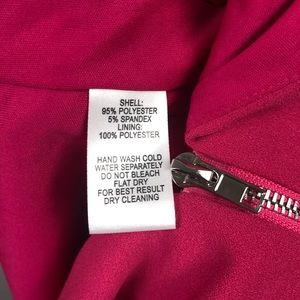 SHELL:
95% POLYESTER
5% SPANDEX
LINING:
100% POLYESTER
HAND WASH COLD
WATER SEPARATELY
DO NOT BLEACH
FLAT DRY
FOR BEST RESULT
DRY CLEANING